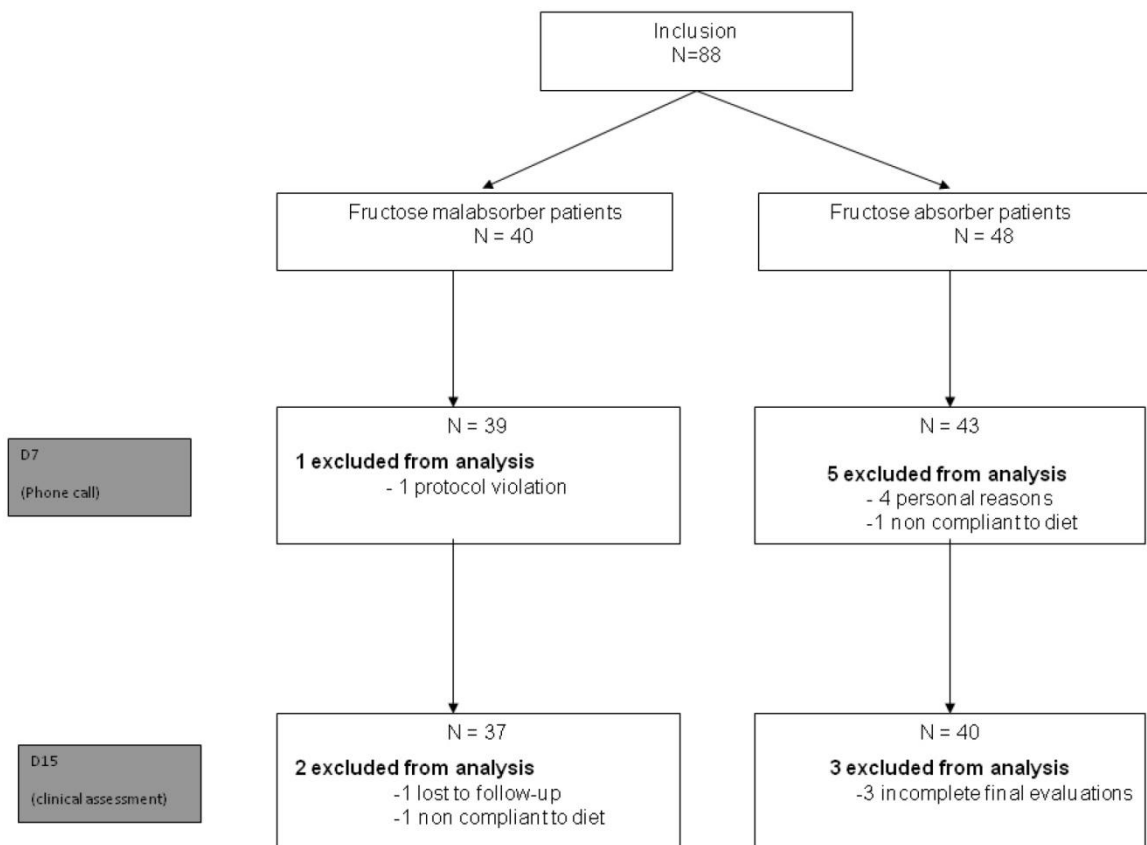 Inclusion
N=88
Fructose malabsorber patients
N = 40
Fructose absorber patients
N = 48
D7
(Phone call)
N = 39
1 excluded from analysis
- 1 protocol violation
N = 43
5 excluded from analysis
- 4 personal reasons
-1 non compliant to diet
D15
(clinical assessment)
N = 37
2 excluded from analysis
-1 lost to follow-up
-1 non compliant to diet
N = 40
3 excluded from analysis
-3 incomplete final evaluations